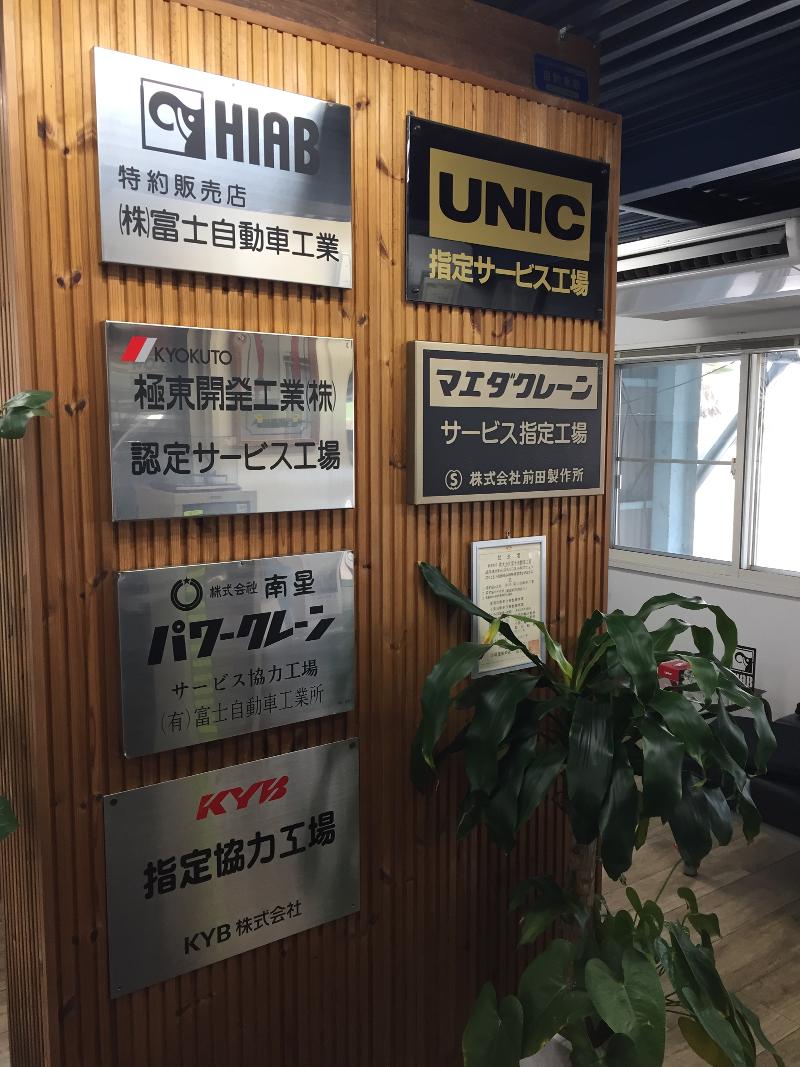 HIAB
特約販売店
(株)富士自動車工業
UNIC
指定サービス工場
KYOKUTO
極東開発工業(株)
認定サービス工場
マエダクレーン
サービス指定工場
株式会社前田製作所
株式会社 南星
パワークレーン
サービス協力工場
(有)富士自動車工業所
KYB
指定協力工場
KYB 株式会社
HIAB